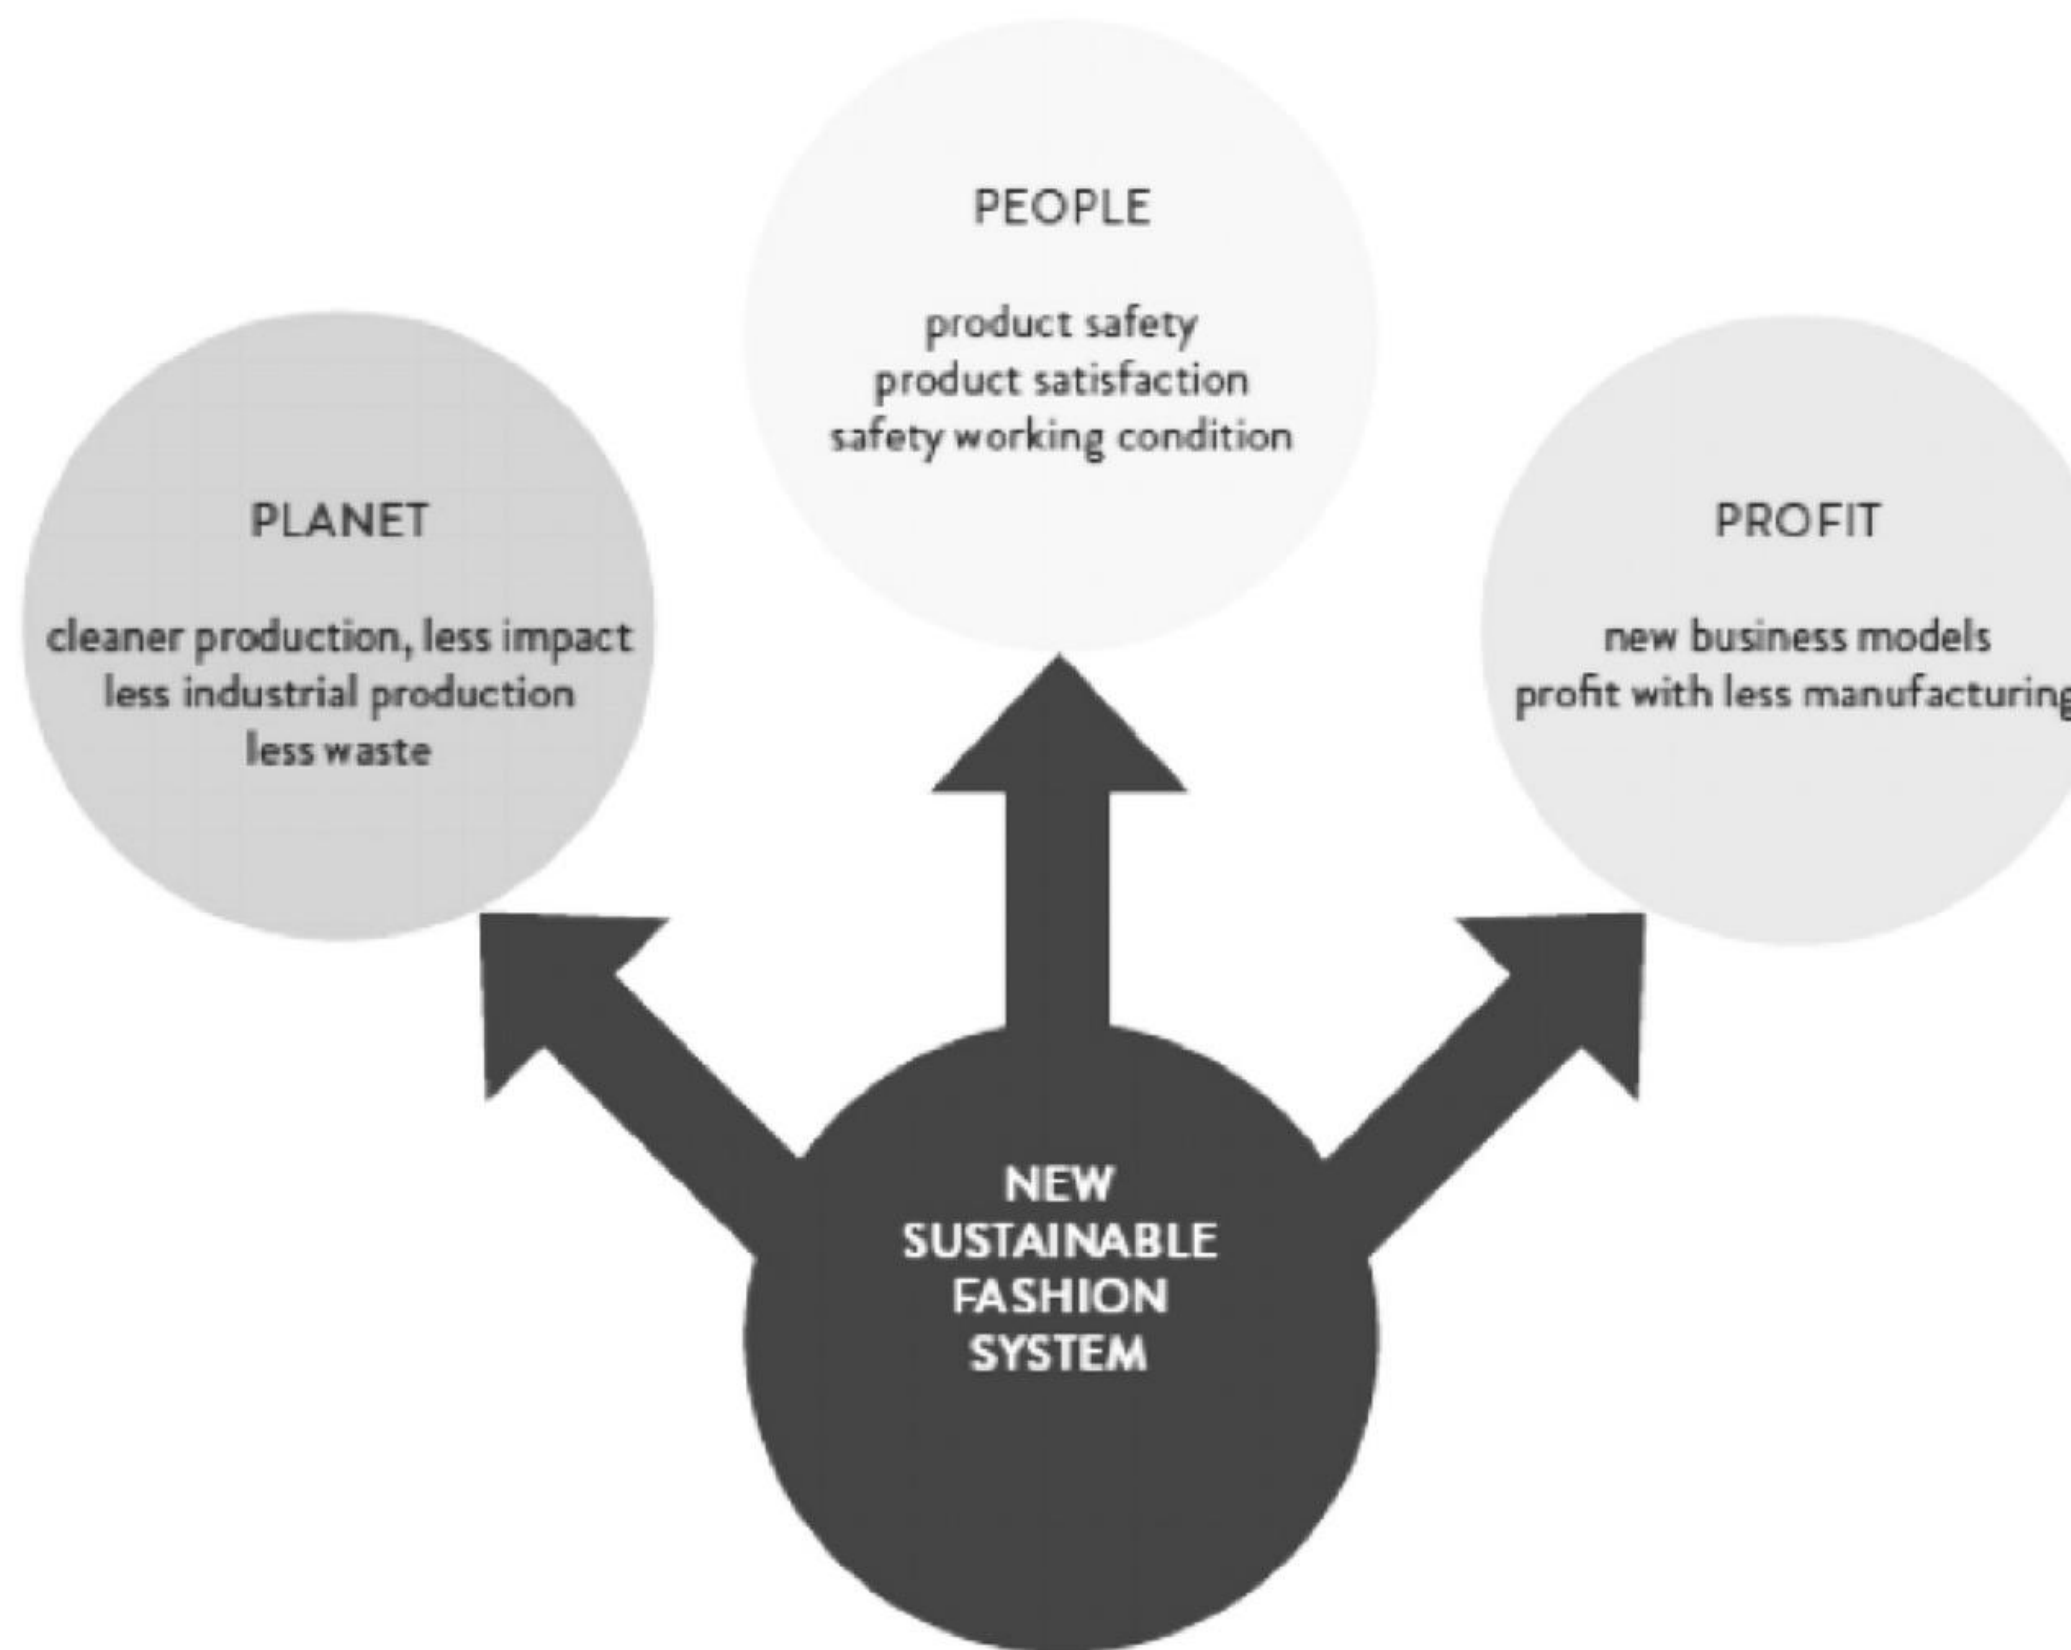 PEOPLE
product safety
product satisfaction
safety working condition
PLANET
cleaner production, less impact
less industrial production
less waste
PROFIT
new business models
profit with less manufacturing
NEW
SUSTAINABLE
FASHION
SYSTEM